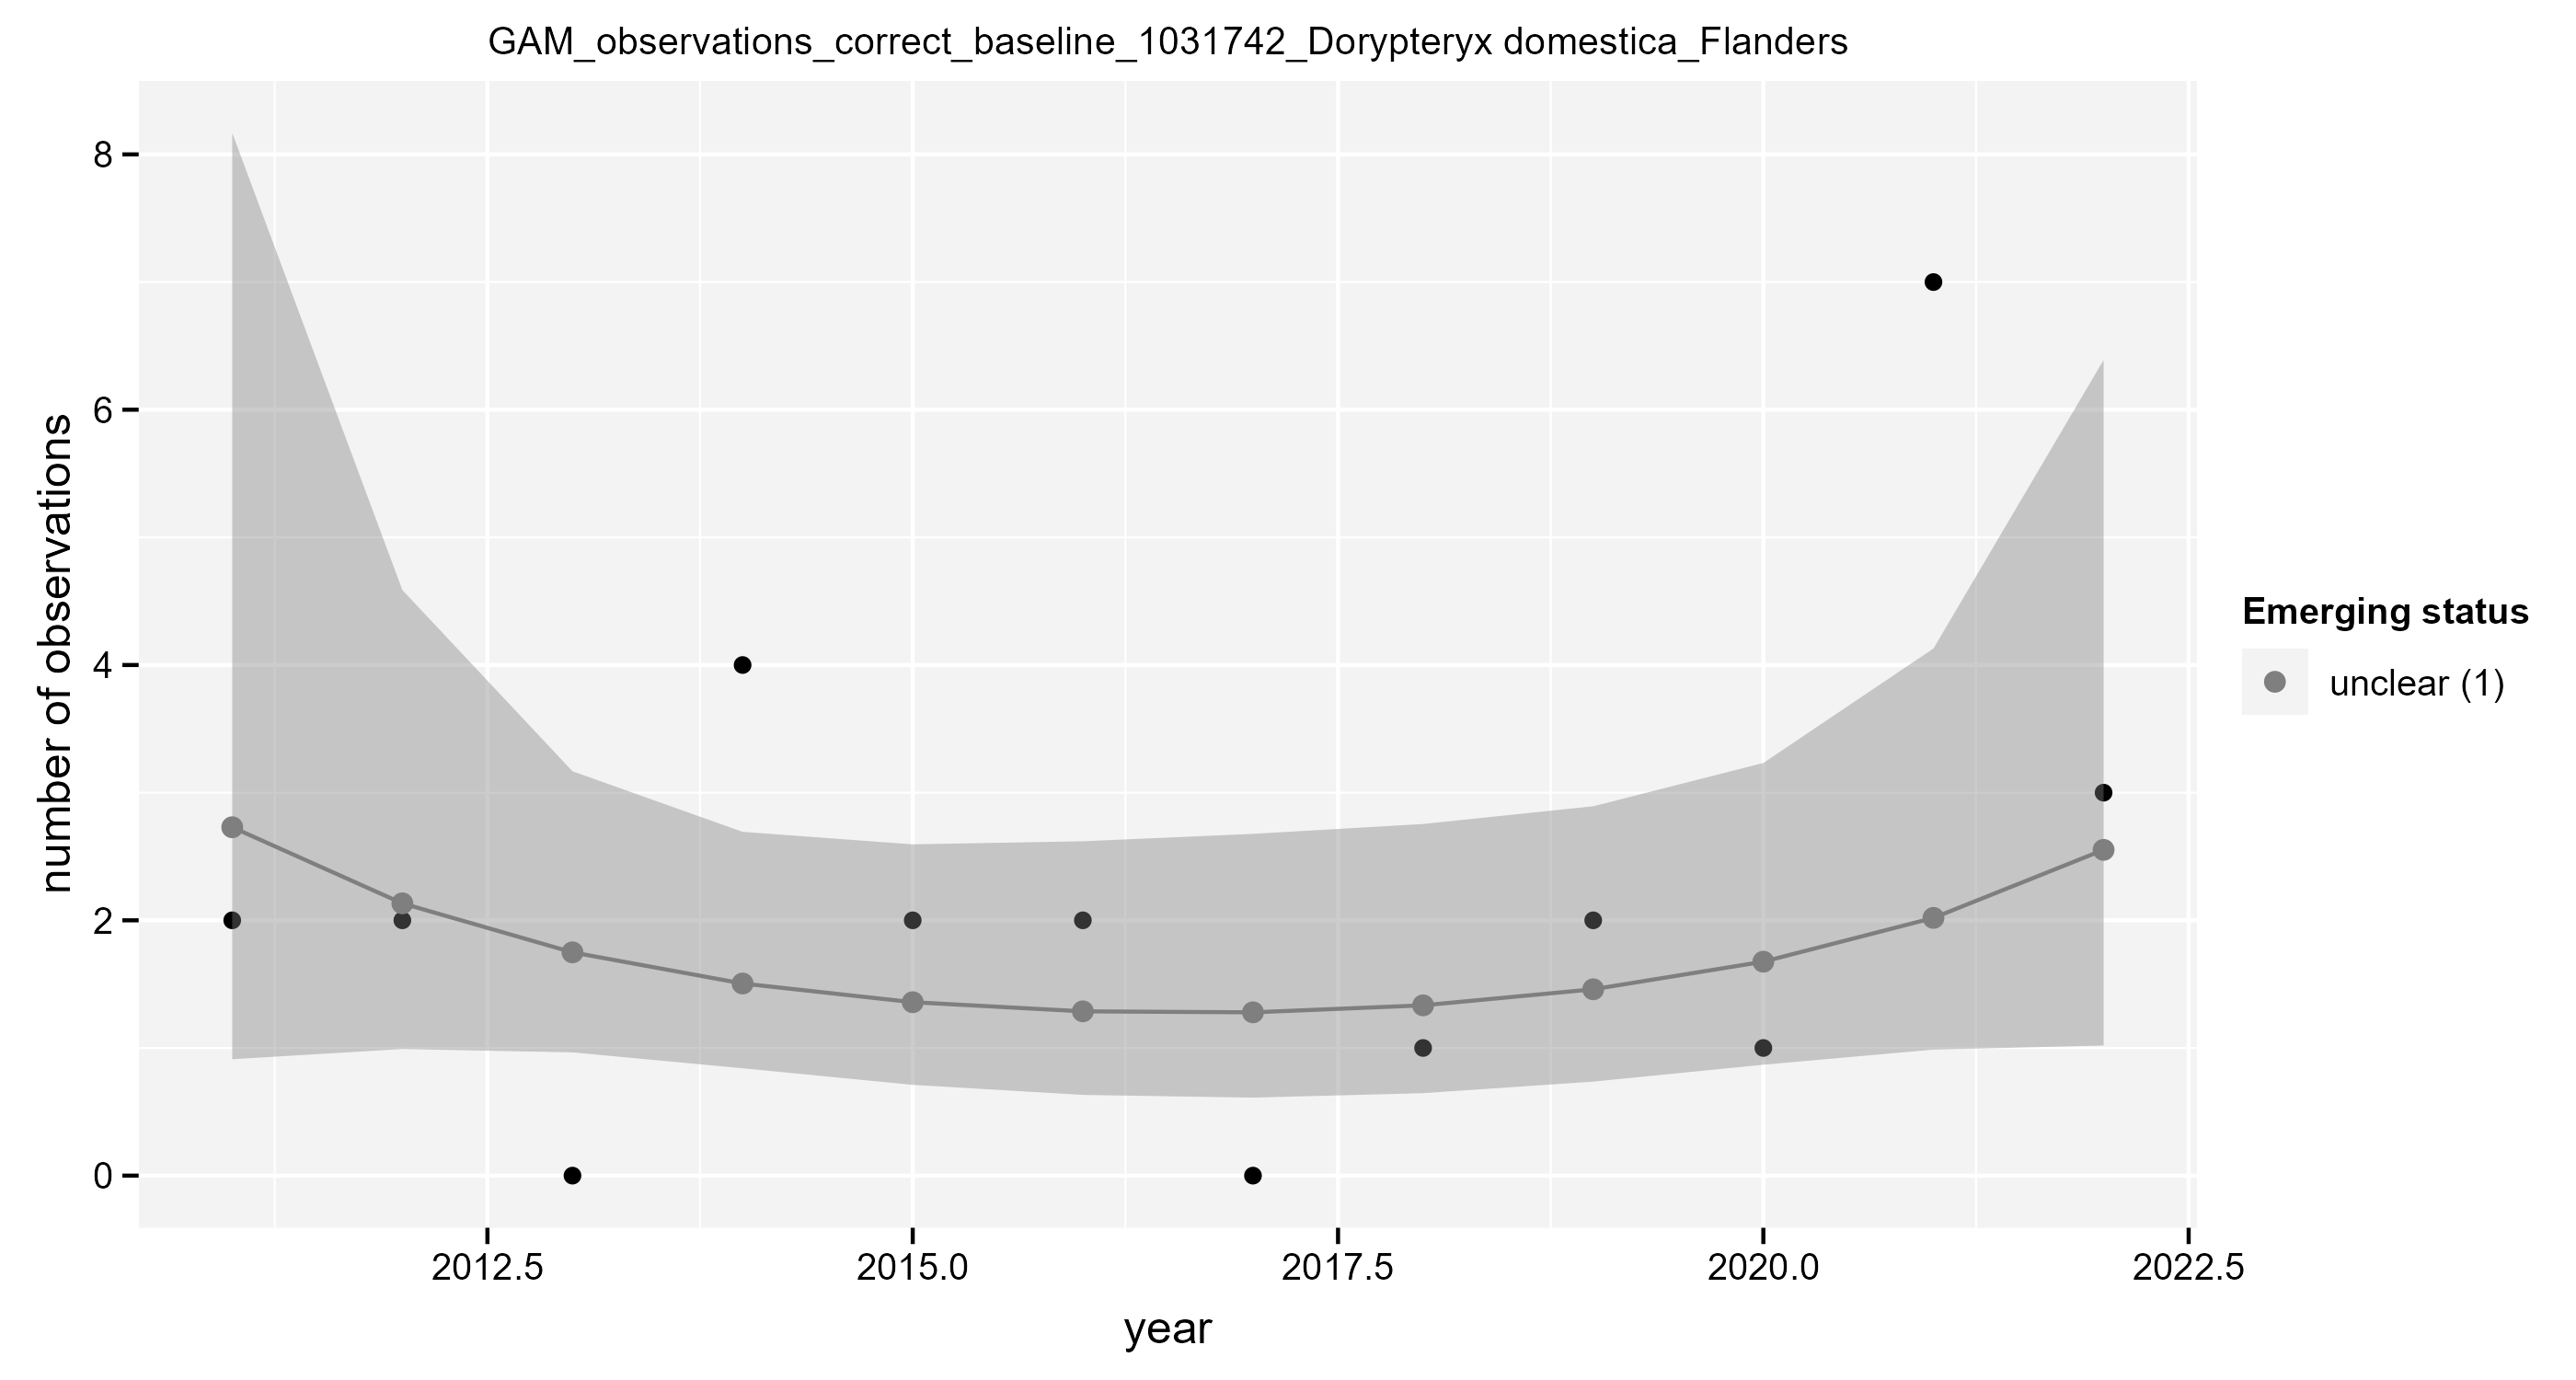 GAM_observations_correct_baseline_1031742_Dorypteryx domestica_Flanders
number of observations
8
6
4
2
0
2012.5
2015.0
2017.5
2020.0
2022.5
year
Emerging status
unclear (1)